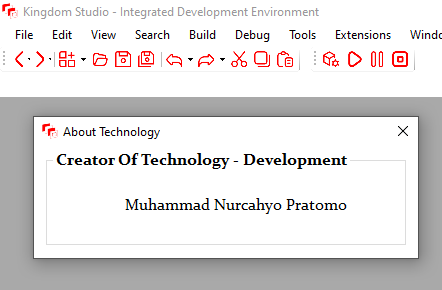 Kingdom Studio - Integrated Development Environment
File Edit View Search Build Debug Tools Extensions Windo
About Technology
Creator Of Technology - Development
Muhammad Nurcahyo Pratomo